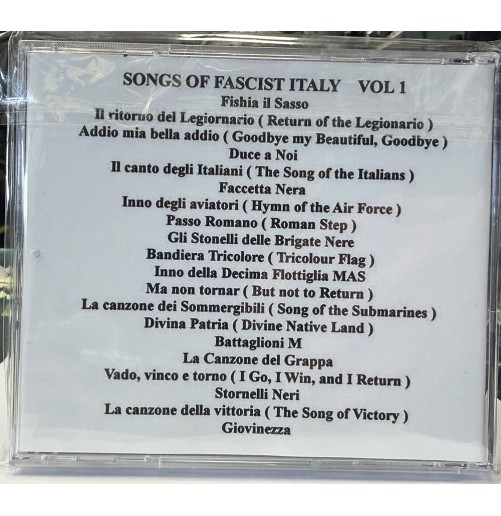 SONGS OF FASCIST ITALY VOL 1
Fishia il Sasso
Il ritorno del Legiornario ( Return of the Legionario )
Addio mia bella addio ( Goodbye my Beautiful, Goodbye )
Duce a Noi
Il canto degli Italiani ( The Song of the Italians )
Faccetta Nera
Inno degli aviatori ( Hymn of the Air Force )
Passo Romano ( Roman Step )
Gli Stonelli delle Brigate Nere
Bandiera Tricolore ( Tricolour Flag )
Inno della Decima Flottiglia MAS
Ma non tornar ( But not to Return )
La canzone dei Sommergibili ( Song of the Submarines )
Divina Patria ( Divine Native Land )
Battaglioni M
La Canzone del Grappa
Vado, vinco e torno ( I Go, I Win, and I Return )
Stornelli Neri
La canzone della vittoria ( The Song of Victory )
Giovinezza